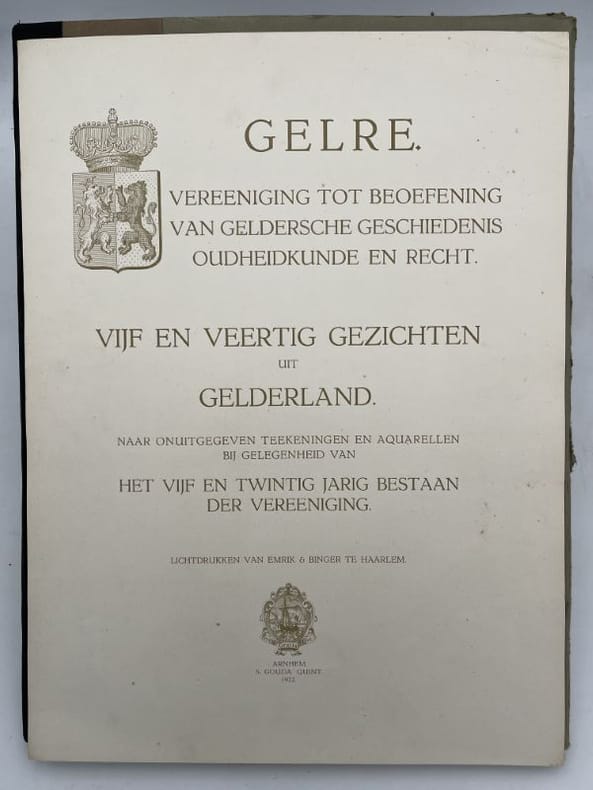 GELRE.
VEREENIGING TOT BEOEFENING
VAN GELDERSCHE GESCHIEDENIS
OUDHEIDKUNDE EN RECHT.
VIJF EN VEERTIG GEZICHTEN
UIT
GELDERLAND.
NAAR ONUITGEGEVEN TEEKENINGEN EN AQUARELLEN
BIJ GELEGENHEID VAN
HET VIJF EN TWINTIG JARIG BESTAAN
DER VEREENIGING.
LICHTDRUKKEN VAN EMRIK & BINGER TE HAARLEM.
ARNHEM
S. GOUDA QUINT